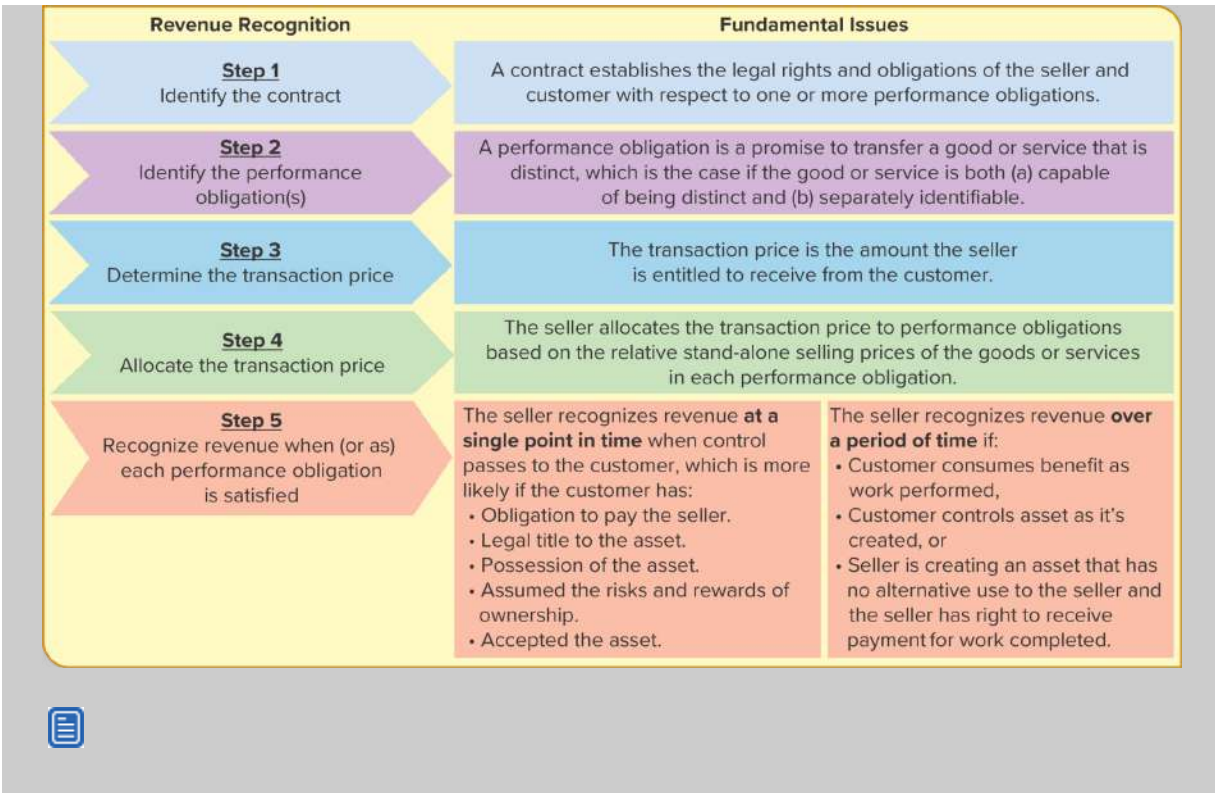 Revenue Recognition
Fundamental Issues
Step 1
Identify the contract
A contract establishes the legal rights and obligations of the seller and
customer with respect to one or more performance obligations.
Step 2
Identify the performance
obligation(s)
A performance obligation is a promise to transfer a good or service that is
distinct, which is the case if the good or service is both (a) capable
of being distinct and (b) separately identifiable.
Step 3
Determine the transaction price
The transaction price is the amount the seller
is entitled to receive from the customer.
Step 4
Allocate the transaction price
The seller allocates the transaction price to performance obligations
based on the relative stand-alone selling prices of the goods or services
in each performance obligation.
Step 5
Recognize revenue when (or as)
each performance obligation
is satisfied
The seller recognizes revenue at a
single point in time when control
passes to the customer, which is more
likely if the customer has:
• Obligation to pay the seller.
• Legal title to the asset.
• Possession of the asset.
• Assumed the risks and rewards of
ownership.
• Accepted the asset.
The seller recognizes revenue over
a period of time if:
• Customer consumes benefit as
work performed,
• Customer controls asset as it's
created, or
• Seller is creating an asset that has
no alternative use to the seller and
the seller has right to receive
payment for work completed.